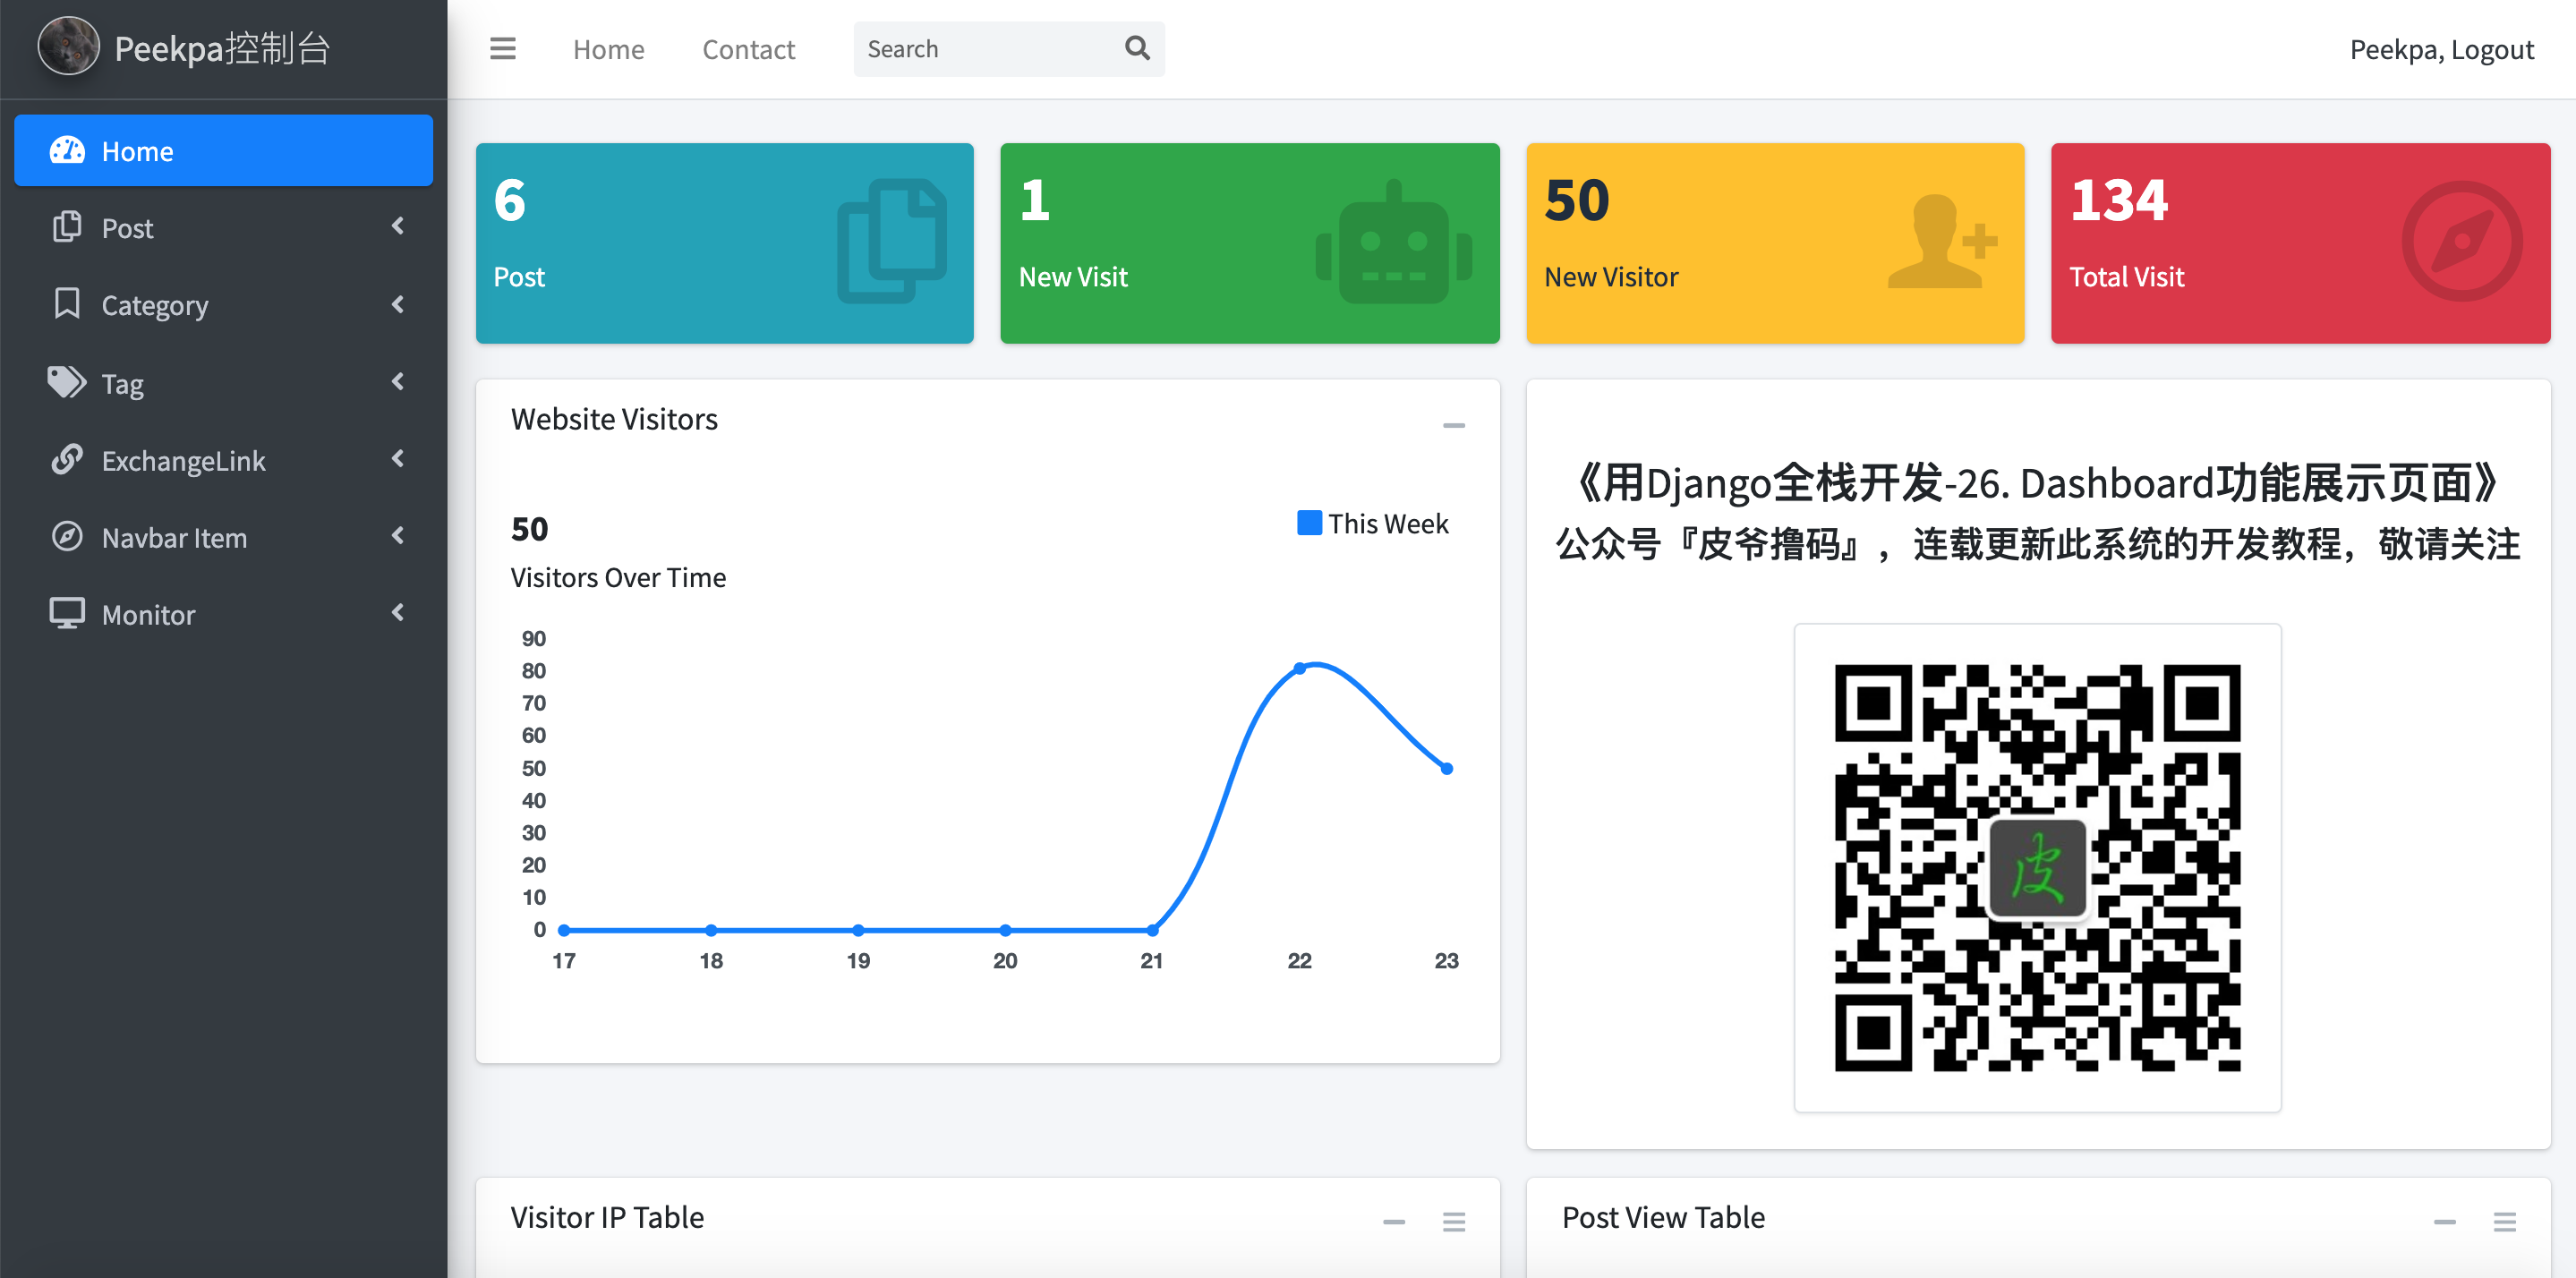 Peekpa控制台
Home
Contact
Search
Peekpa, Logout
Home
Post
Category
Tag
ExchangeLink
Navbar Item
Monitor
6
Post
1
New Visit
50
New Visitor
134
Total Visit
Website Visitors
50
This Week
Visitors Over Time
90
80
70
60
50
40
30
20
10
0
17 18 19 20 21 22 23
《用Django全栈开发-26. Dashboard功能展示页面》
公众号『皮爷撸码』，连载更新此系统的开发教程，敬请关注
皮
Visitor IP Table
Post View Table